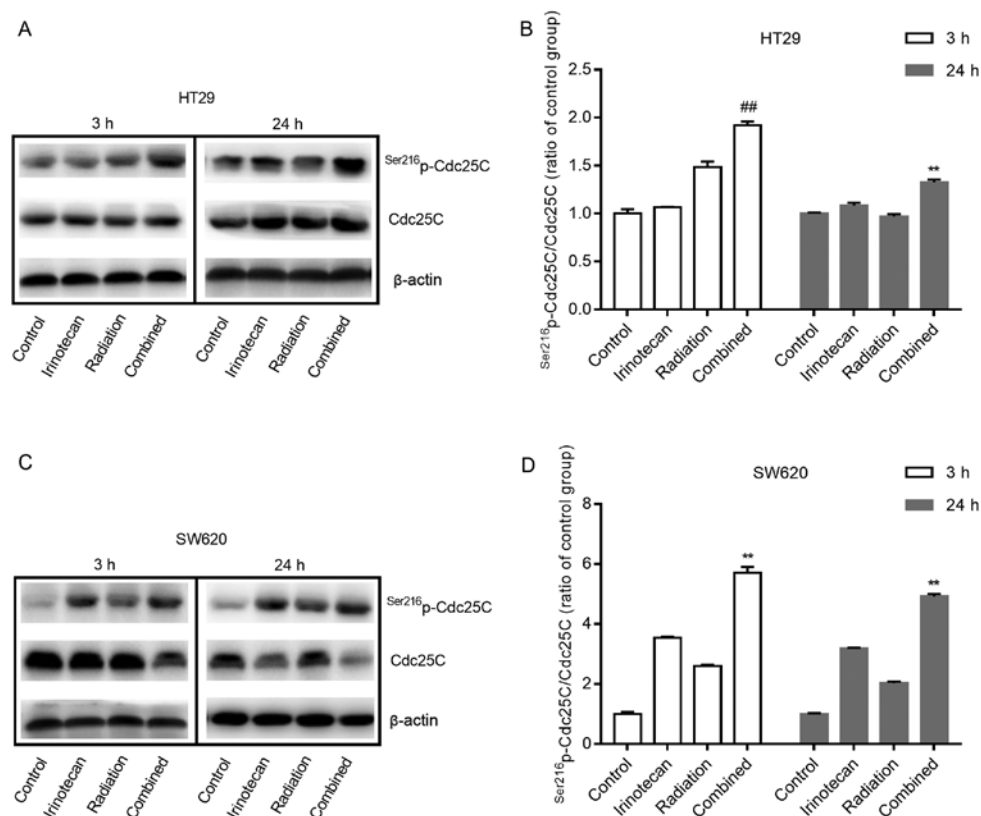 A
HT29
3 h 24 h
Ser216p-Cdc25C
Cdc25C
β-actin
Control Irinotecan Radiation Combined Control Irinotecan Radiation Combined
B
HT29
3 h
24 h
Ser216p-Cdc25C/Cdc25C (ratio of control group)
2.5
2.0
1.5
1.0
0.5
0.0
##
**
Control Irinotecan Radiation Combined Control Irinotecan Radiation Combined
C
SW620
3 h 24 h
Ser216p-Cdc25C
Cdc25C
β-actin
Control Irinotecan Radiation Combined Control Irinotecan Radiation Combined
D
SW620
3 h
24 h
Ser216p-Cdc25C/Cdc25C (ratio of control group)
8
6
4
2
0
**
**
Control Irinotecan Radiation Combined Control Irinotecan Radiation Combined